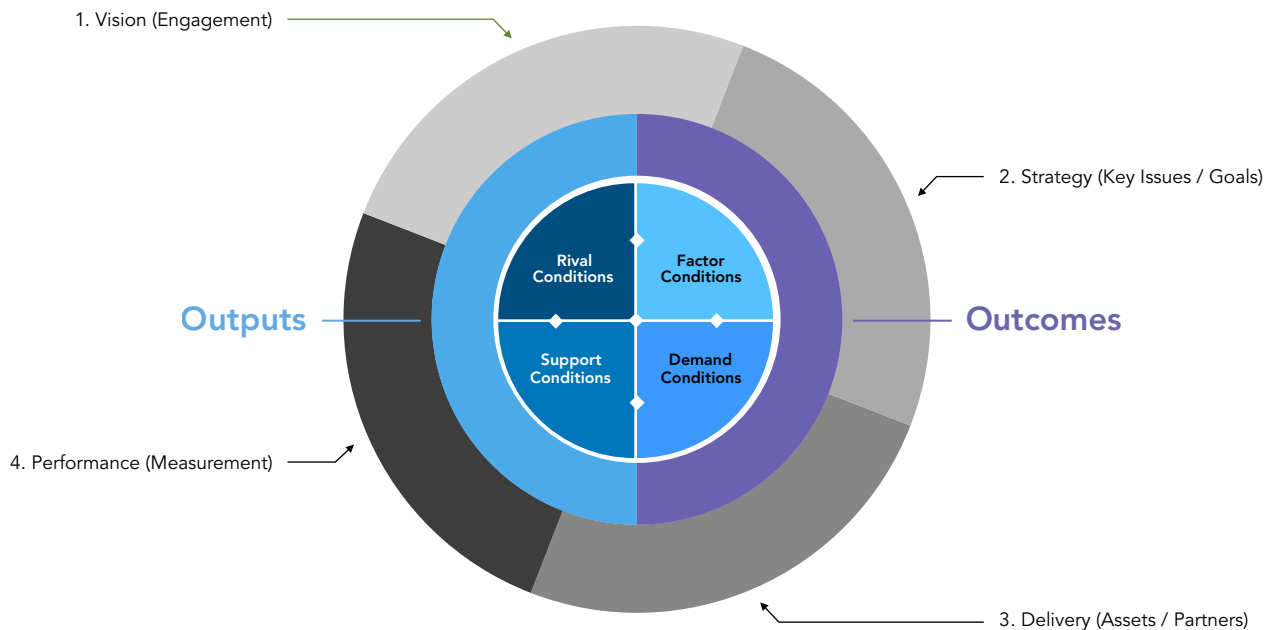 1. Vision (Engagement)
2. Strategy (Key Issues / Goals)
Rival
Conditions
Factor
Conditions
Outputs
Outcomes
Support
Conditions
Demand
Conditions
4. Performance (Measurement)
3. Delivery (Assets / Partners)